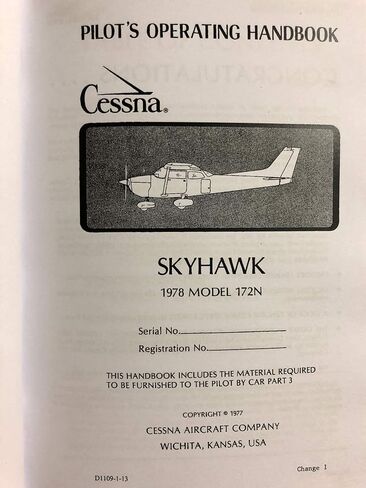 PILOT'S OPERATING HANDBOOK
Cessna®
SKYHAWK
1978 MODEL 172N
Serial No.
Registration No.
THIS HANDBOOK INCLUDES THE MATERIAL REQUIRED
TO BE FURNISHED TO THE PILOT BY CAR PART 3
COPYRIGHT © 1977
CESSNA AIRCRAFT COMPANY
WICHITA, KANSAS, USA
D1109-1-13
Change 1